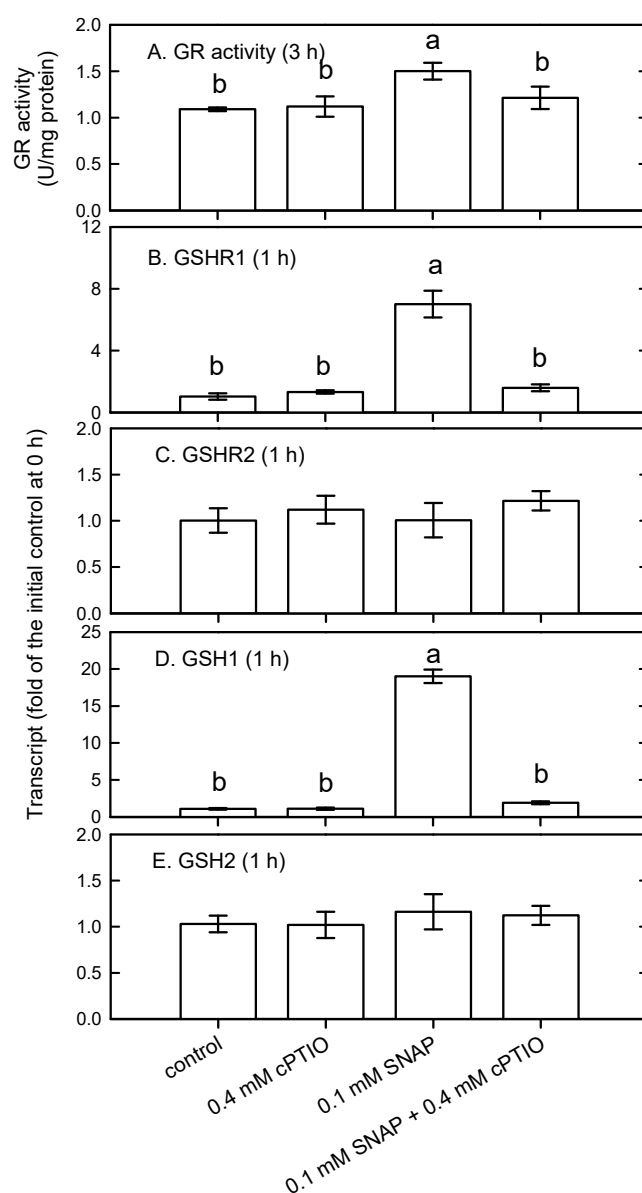 GR activity
(U/mg protein)
2.0
1.5
1.0
0.5
0.0
A. GR activity (3 h)
b
b
a
b
Transcript (fold of the initial control at 0 h)
12
8
4
0
B. GSHR1 (1 h)
b
b
a
b
2.0
1.5
1.0
0.5
0.0
C. GSHR2 (1 h)
25
20
15
10
5
0
D. GSH1 (1 h)
b
b
a
b
2.0
1.5
1.0
0.5
0.0
E. GSH2 (1 h)
control
0.4 mM cPTIO
0.1 mM SNAP
0.1 mM SNAP + 0.4 mM cPTIO